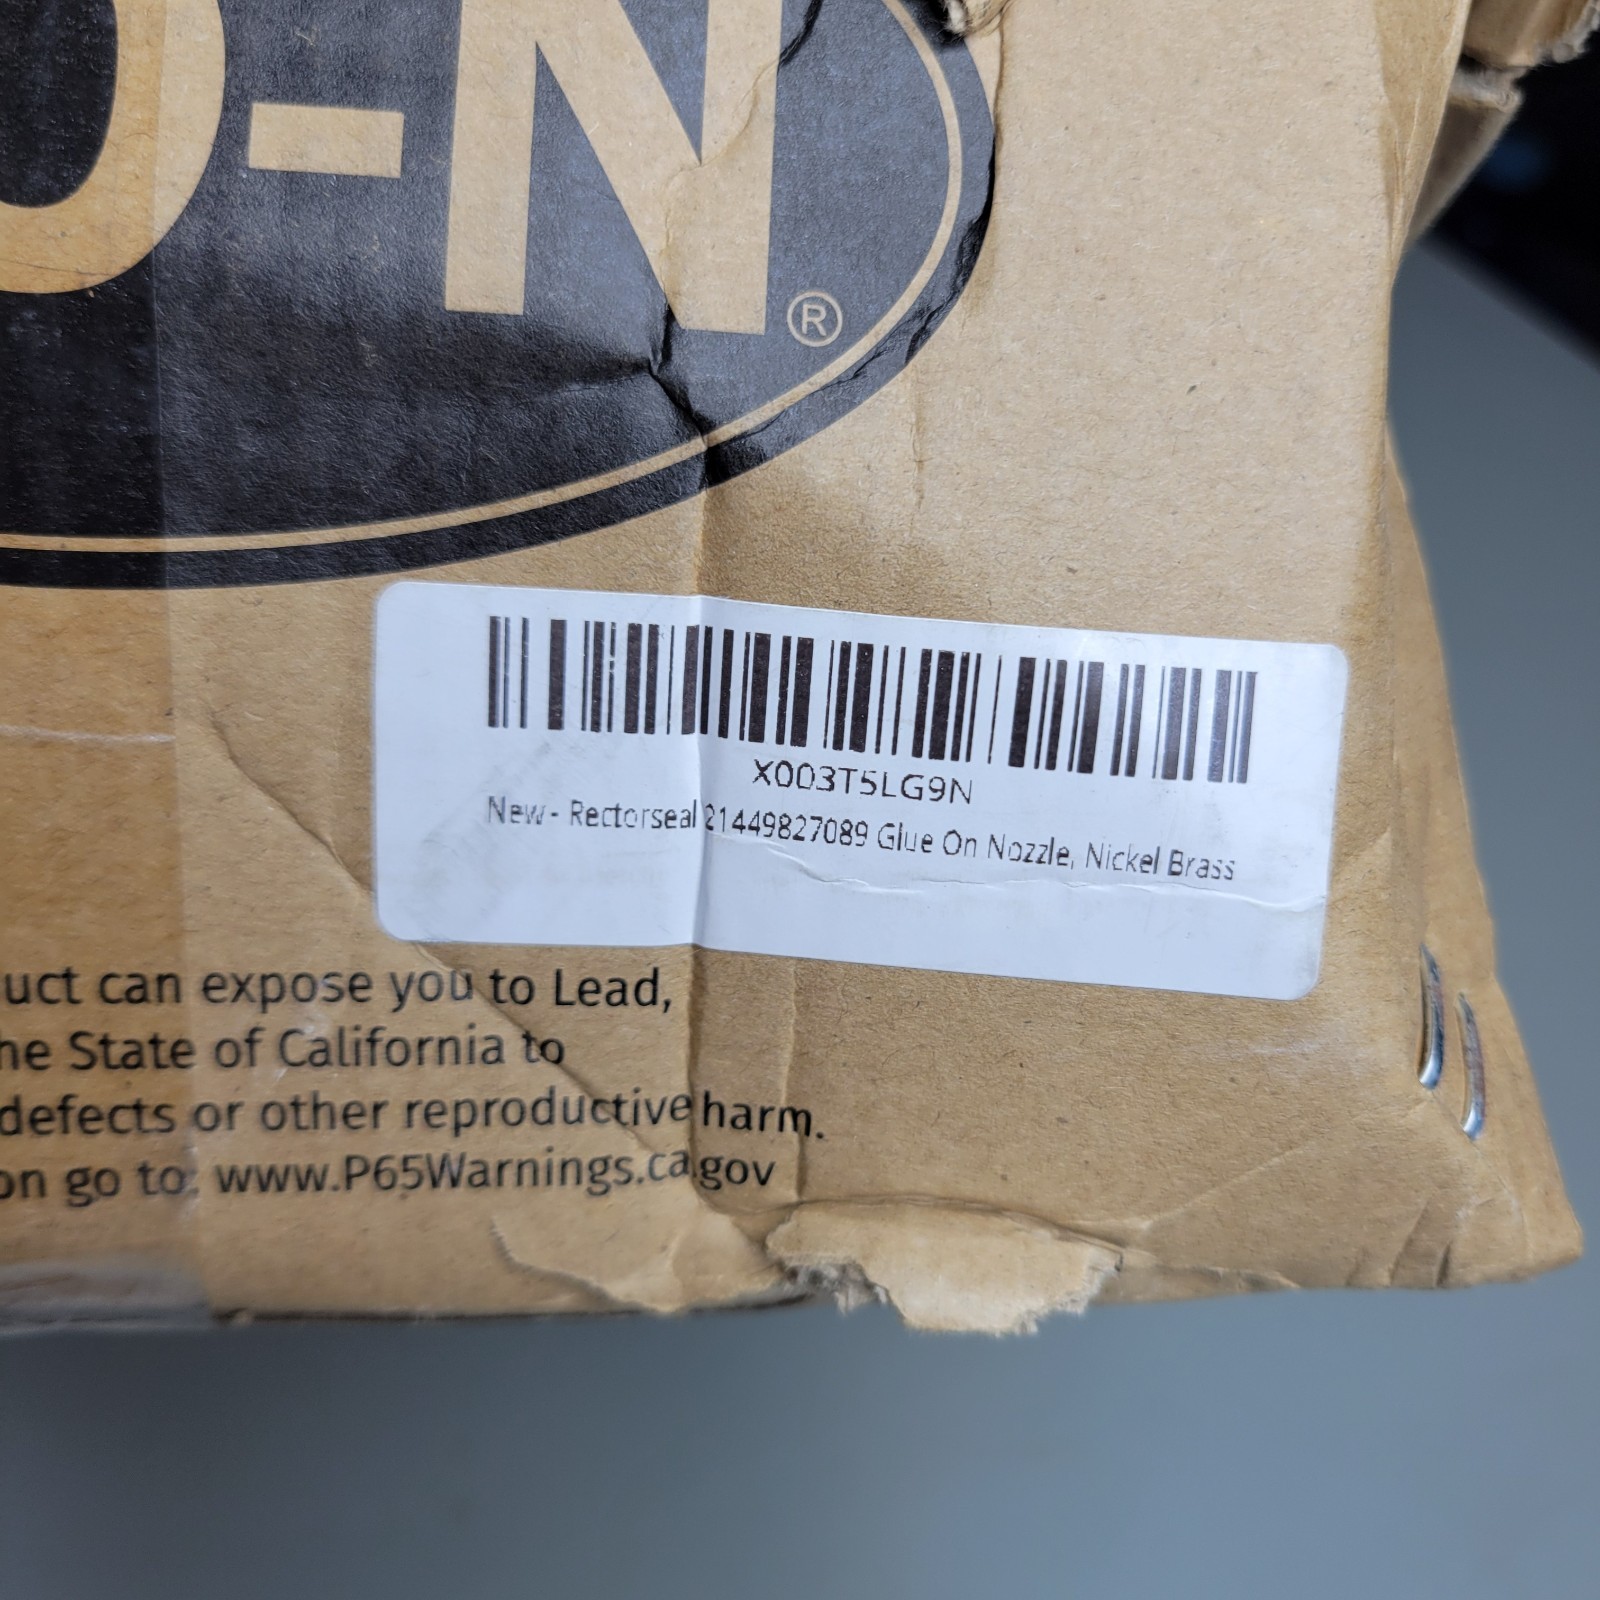 O-N®
X003T5LG9N
New - Rectorseal 21449827089 Glue On Nozzle, Nickel Brass
uct can expose you to Lead,
he State of California to
defects or other reproductive harm.
on go to: www.P65Warnings.ca.gov